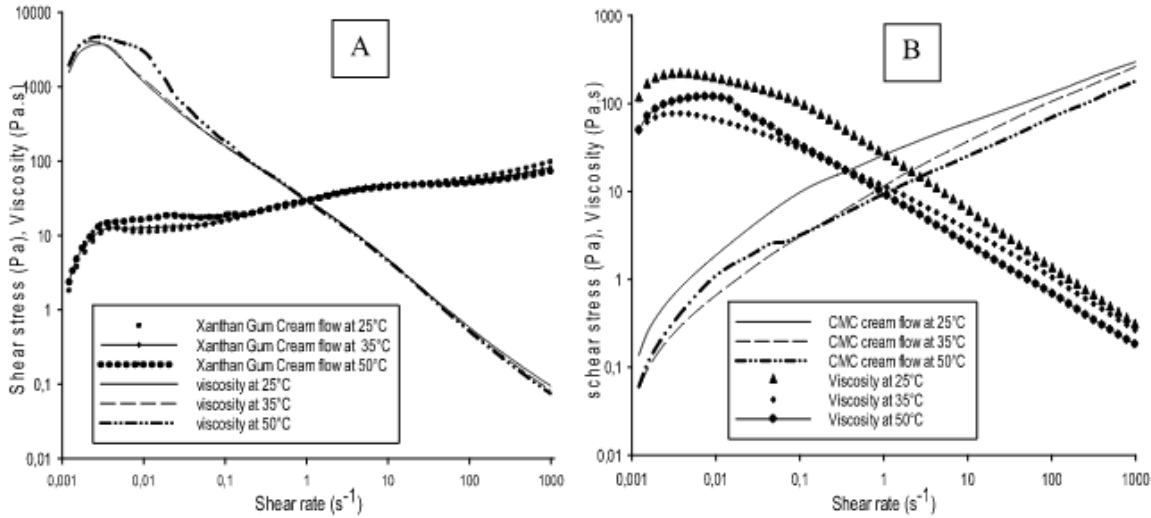 A
Shear stress (Pa), Viscosity (Pa.s)
10000
1000
100
10
1
0,1
0,01
Xanthan Gum Cream flow at 25°C
Xanthan Gum Cream flow at 35°C
Xanthan Gum Cream flow at 50°C
viscosity at 25°C
viscosity at 35°C
viscosity at 50°C
0,001 0,01 0,1 1 10 100 1000
Shear rate (s-1)
B
schear stress (Pa), Viscosity (Pa.s)
1000
100
10
1
0,1
0,01
CMC cream flow at 25°C
CMC cream flow at 35°C
CMC cream flow at 50°C
Viscosity at 25°C
Viscosity at 35°C
Viscosity at 50°C
0,001 0,01 0,1 1 10 100 1000
Shear rate (s-1)